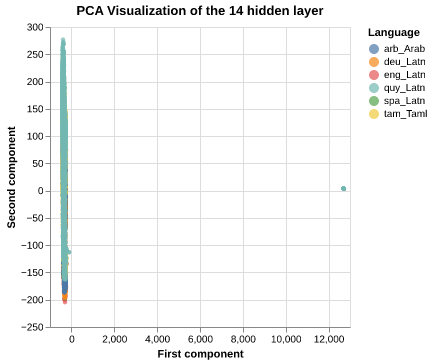 PCA Visualization of the 14 hidden layer
300
250
200
150
100
50
0
−50
−100
−150
−200
−250
Second component
0 2,000 4,000 6,000 8,000 10,000 12,000
First component
Language
arb_Arab
deu_Latn
eng_Latn
quy_Latn
spa_Latn
tam_Taml